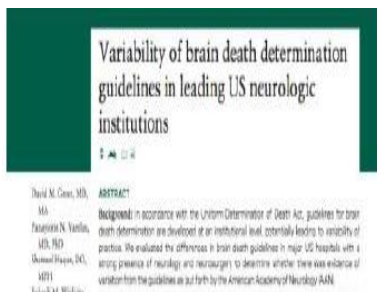 Variability of brain death determination
guidelines in leading US neurologic
institutions
David M. Greer, MD,
MA
Panayiotis N. Varelas,
MD, PhD
Shamael Haque, DO,
MPH
ABSTRACT
Background: In accordance with the Uniform Determination of Death Act, guidelines for brain
death determination are developed at an institutional level, potentially leading to variability of
practice. We evaluated the differences in brain death guidelines in major US hospitals with a
strong presence of neurology and neurosurgery to determine whether there was evidence of
variation from the guidelines as put forth by the American Academy of Neurology (AAN).